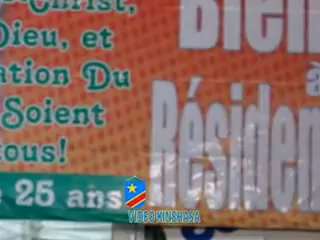 -Christ,
Dieu, et
ation Du
Soient
tous!
25 ans
Bien
à
Résiden
VIDEO KINSHASA